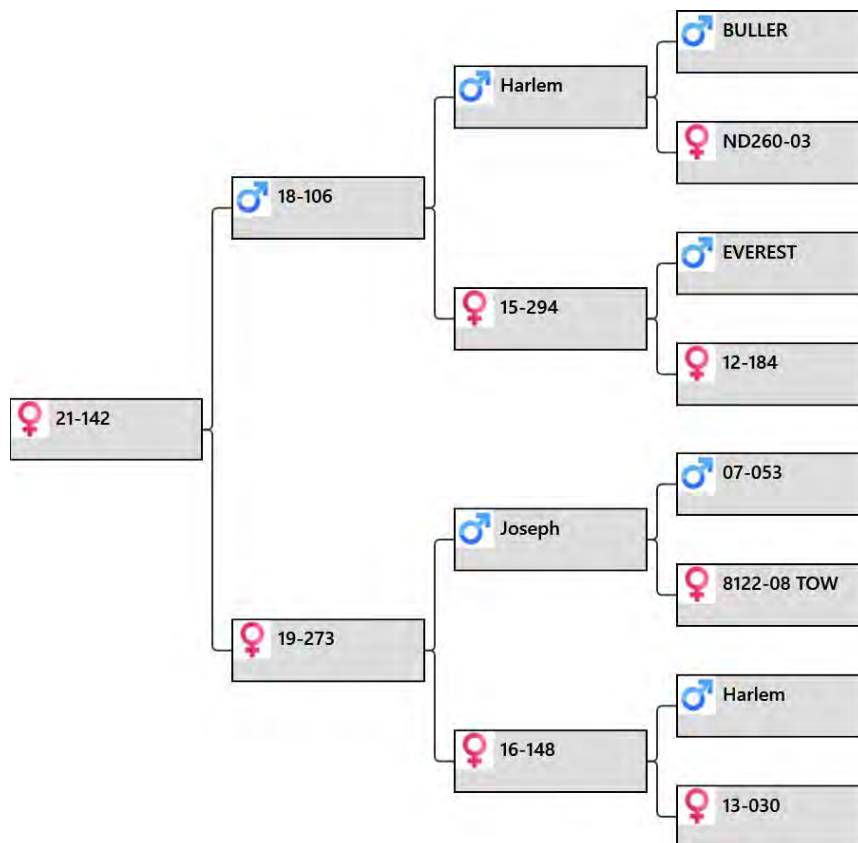 BULLER
Harlem
ND260-03
18-106
EVEREST
15-294
12-184
21-142
07-053
Joseph
8122-08 TOW
19-273
Harlem
16-148
13-030